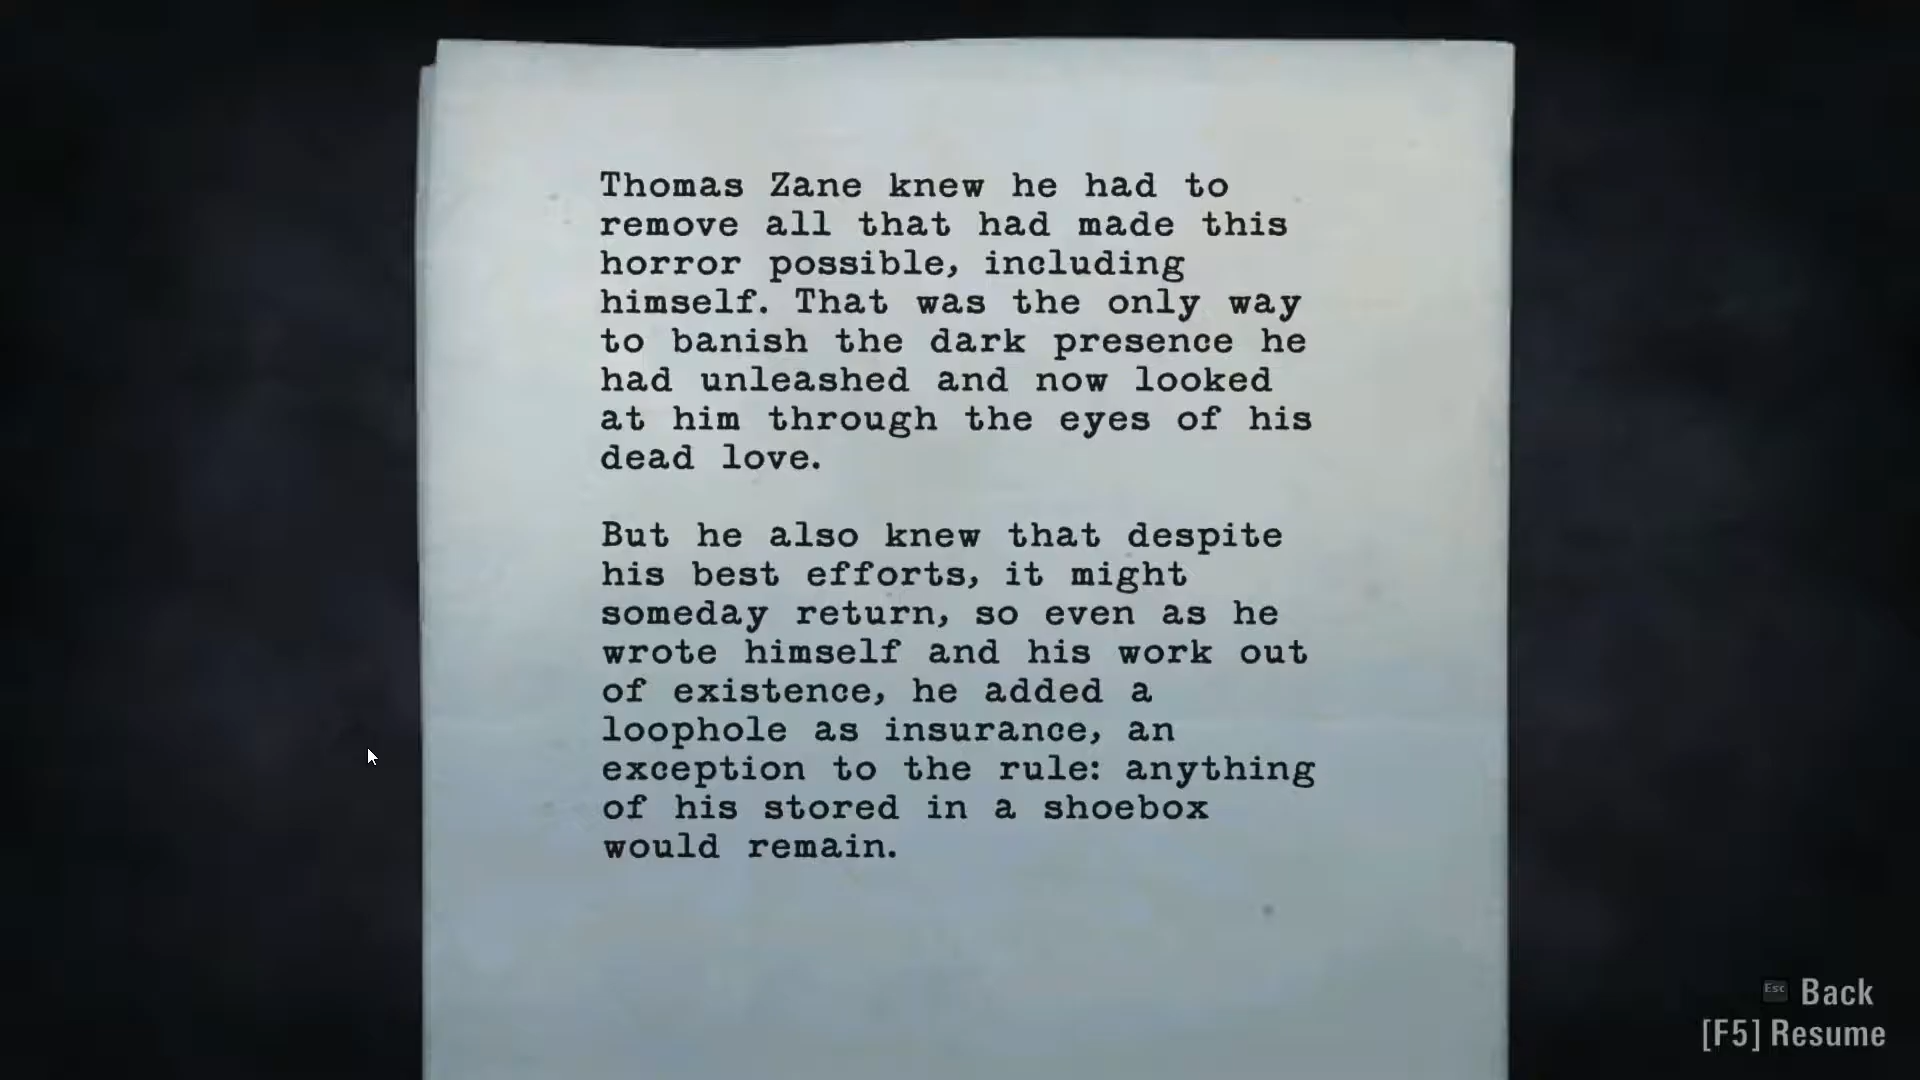 Thomas Zane knew he had to
remove all that had made this
horror possible, including
himself. That was the only way
to banish the dark presence he
had unleashed and now looked
at him through the eyes of his
dead love.
But he also knew that despite
his best efforts, it might
someday return, so even as he
wrote himself and his work out
of existence, he added a
loophole as insurance, an
exception to the rule: anything
of his stored in a shoebox
would remain.
Esc Back
[F5] Resume